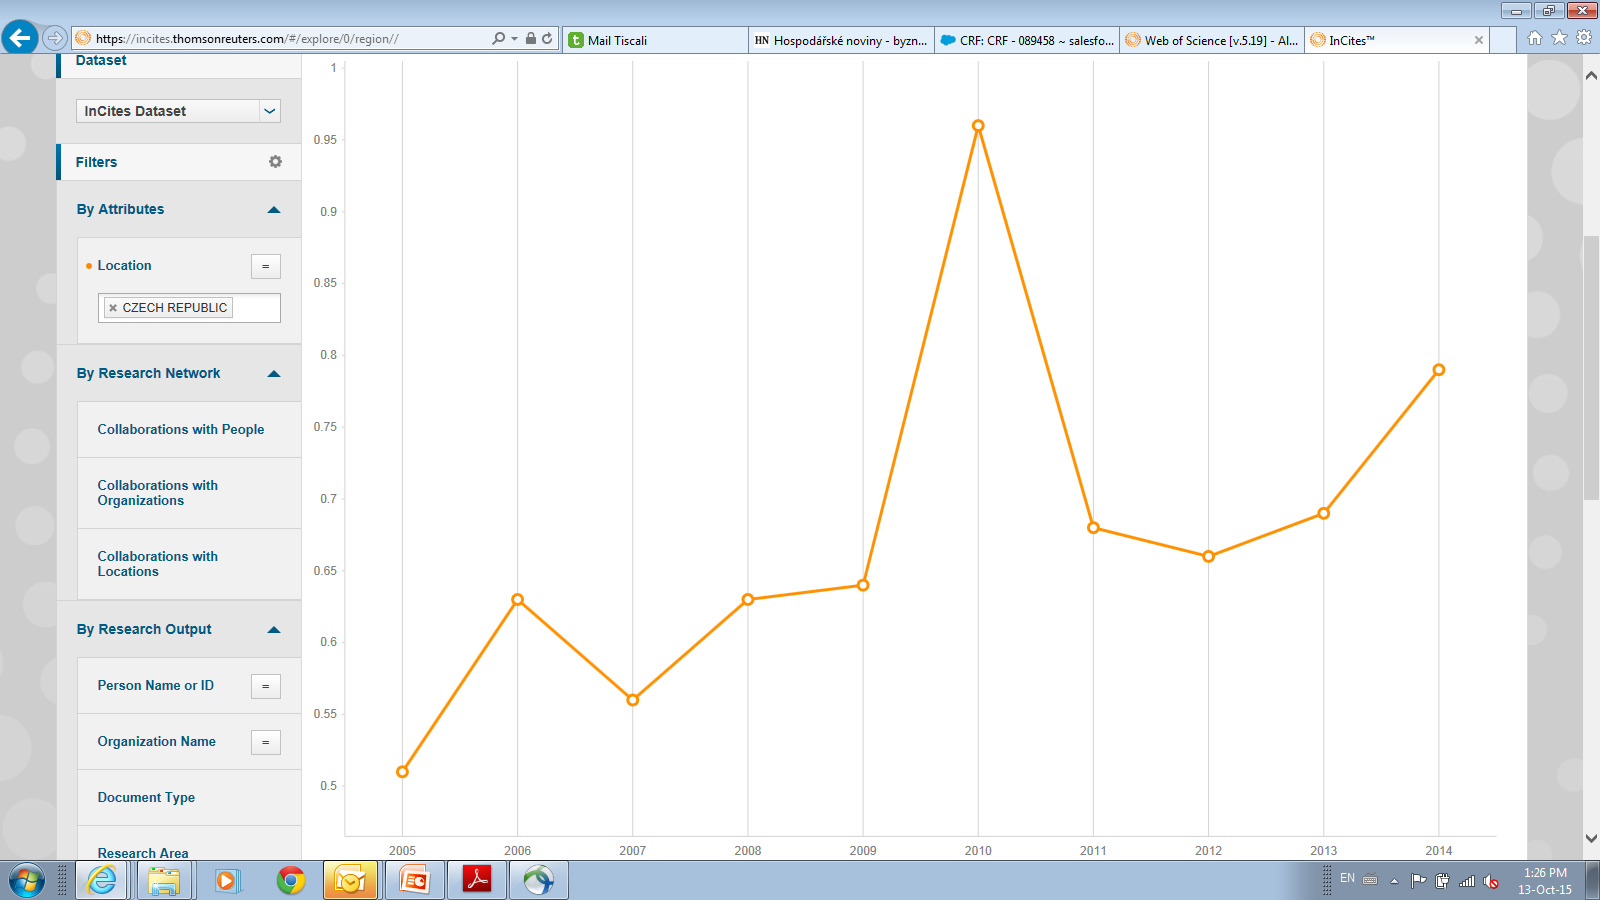 https://incites.thomsonreuters.com/#/explore/0/region//
Mail Tiscali
HN Hospodářské noviny - byzn...
CRF: CRF - 089458 ~ salesfo...
Web of Science [v.5.19] - Al...
InCites™
Dataset
InCites Dataset
Filters
By Attributes
Location
=
CZECH REPUBLIC
By Research Network
Collaborations with People
Collaborations with
Organizations
Collaborations with
Locations
By Research Output
Person Name or ID
=
Organization Name
=
Document Type
Research Area
1
0.95
0.9
0.85
0.8
0.75
0.7
0.65
0.6
0.55
0.5
2005
2006
2007
2008
2009
2010
2011
2012
2013
2014
EN
1:26 PM
13-Oct-15